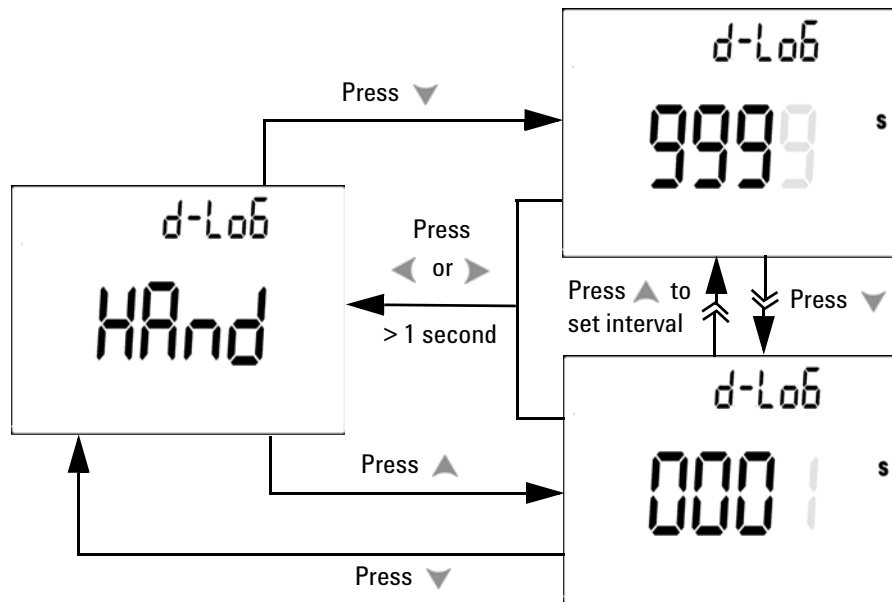 d-LoG
Press
9999
s
d-LoG
HAnd
Press
or
> 1 second
Press to
set interval
Press
d-LoG
0001
s
Press
Press